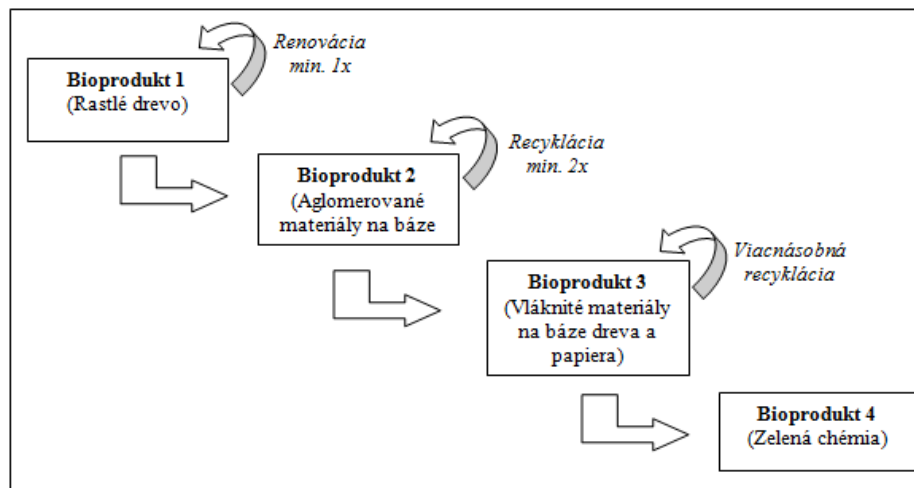 Renovácia
min. 1x
Bioprodukt 1
(Rastlé drevo)
Recyklácia
min. 2x
Bioprodukt 2
(Aglomerované
materiály na báze
Viacnásobná
recyklácia
Bioprodukt 3
(Vláknité materiály
na báze dreva a
papiera)
Bioprodukt 4
(Zelená chémia)